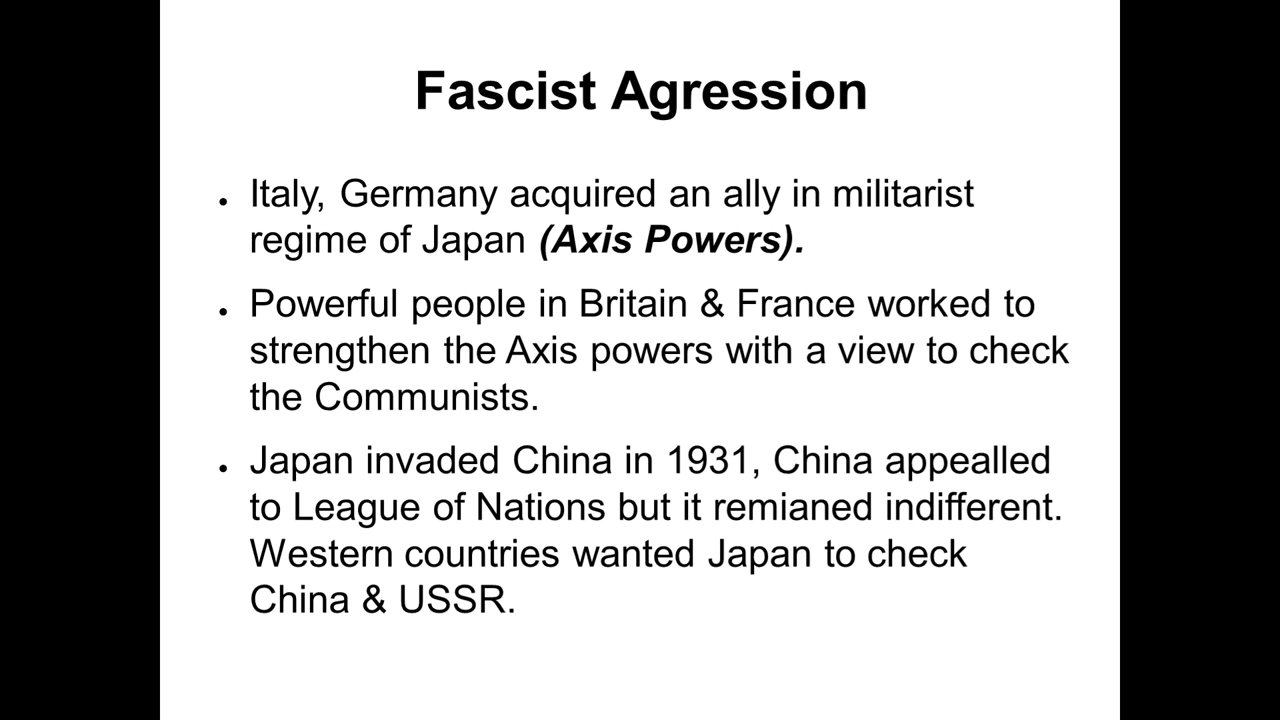 Fascist Agression
• Italy, Germany acquired an ally in militarist
regime of Japan (Axis Powers).
• Powerful people in Britain & France worked to
strengthen the Axis powers with a view to check
the Communists.
• Japan invaded China in 1931, China appealled
to League of Nations but it remianed indifferent.
Western countries wanted Japan to check
China & USSR.